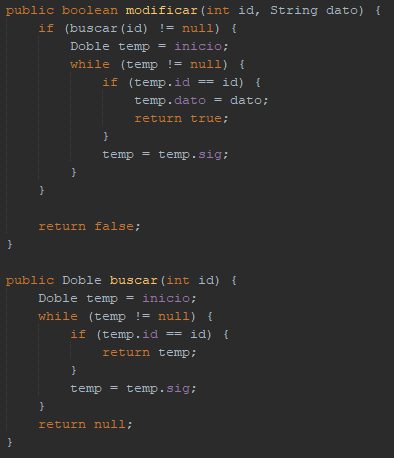 public boolean modificar(int id, String dato) {
    if (buscar(id) != null) {
        Doble temp = inicio;
        while (temp != null) {
            if (temp.id == id) {
                temp.dato = dato;
                return true;
            }
            temp = temp.sig;
        }
    }

    return false;
}

public Doble buscar(int id) {
    Doble temp = inicio;
    while (temp != null) {
        if (temp.id == id) {
            return temp;
        }
        temp = temp.sig;
    }
    return null;
}